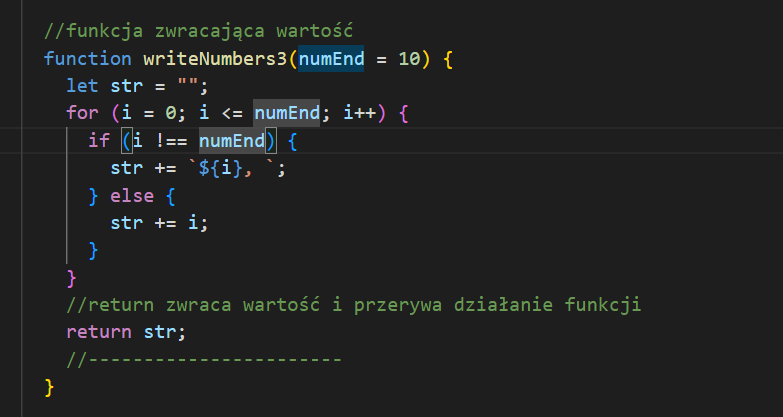 //funkcja zwracająca wartość
function writeNumbers3(numEnd = 10) {
let str = "";
for (i = 0; i <= numEnd; i++) {
if (i !== numEnd) {
str += `${i}, `;
} else {
str += i;
}
}
//return zwraca wartość i przerywa działanie funkcji
return str;
//-----------------------
}